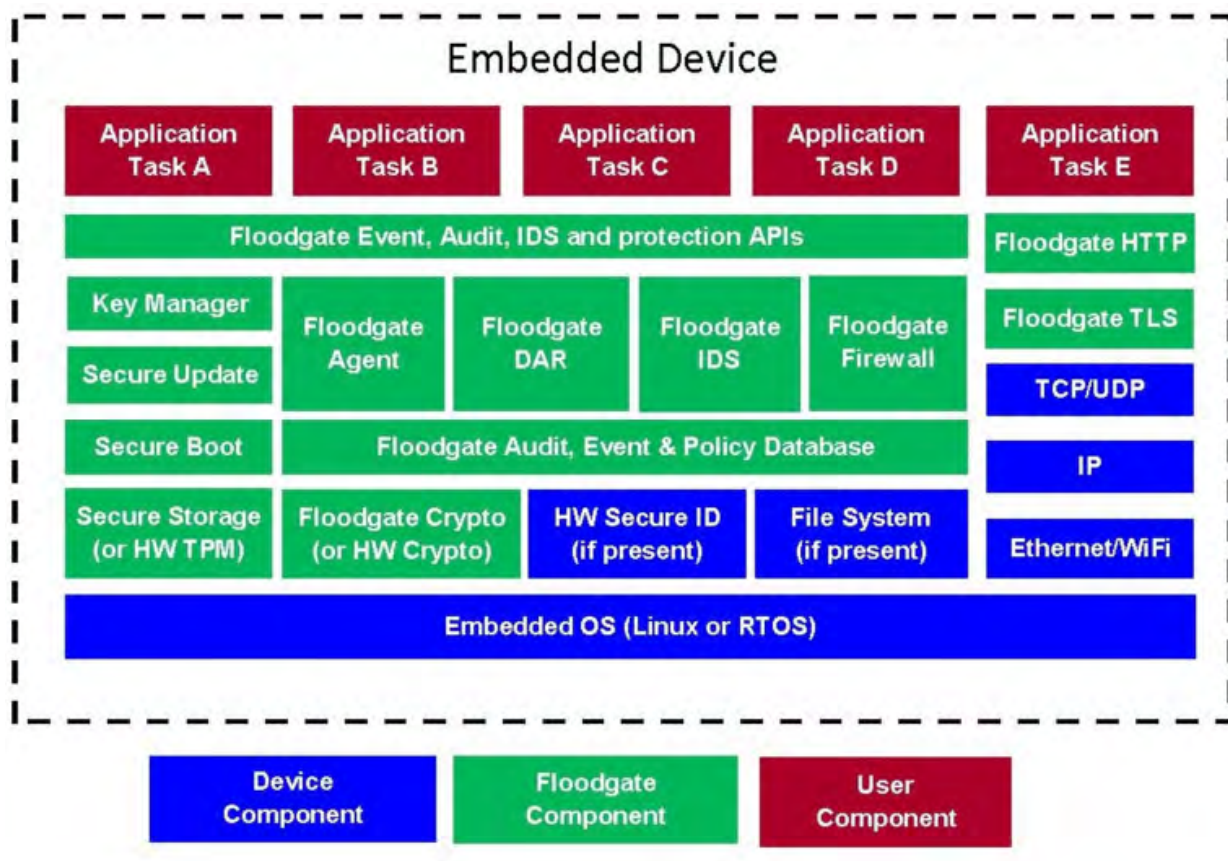 Embedded Device
Application
Task A
Application
Task B
Application
Task C
Application
Task D
Application
Task E
Floodgate Event, Audit, IDS and protection APIs
Floodgate HTTP
Key Manager
Floodgate
Agent
Floodgate
DAR
Floodgate
IDS
Floodgate
Firewall
Floodgate TLS
Secure Update
TCP/UDP
Secure Boot
Floodgate Audit, Event & Policy Database
IP
Secure Storage
(or HW TPM)
Floodgate Crypto
(or HW Crypto)
HW Secure ID
(if present)
File System
(if present)
Ethernet/WiFi
Embedded OS (Linux or RTOS)
Device
Component
Floodgate
Component
User
Component